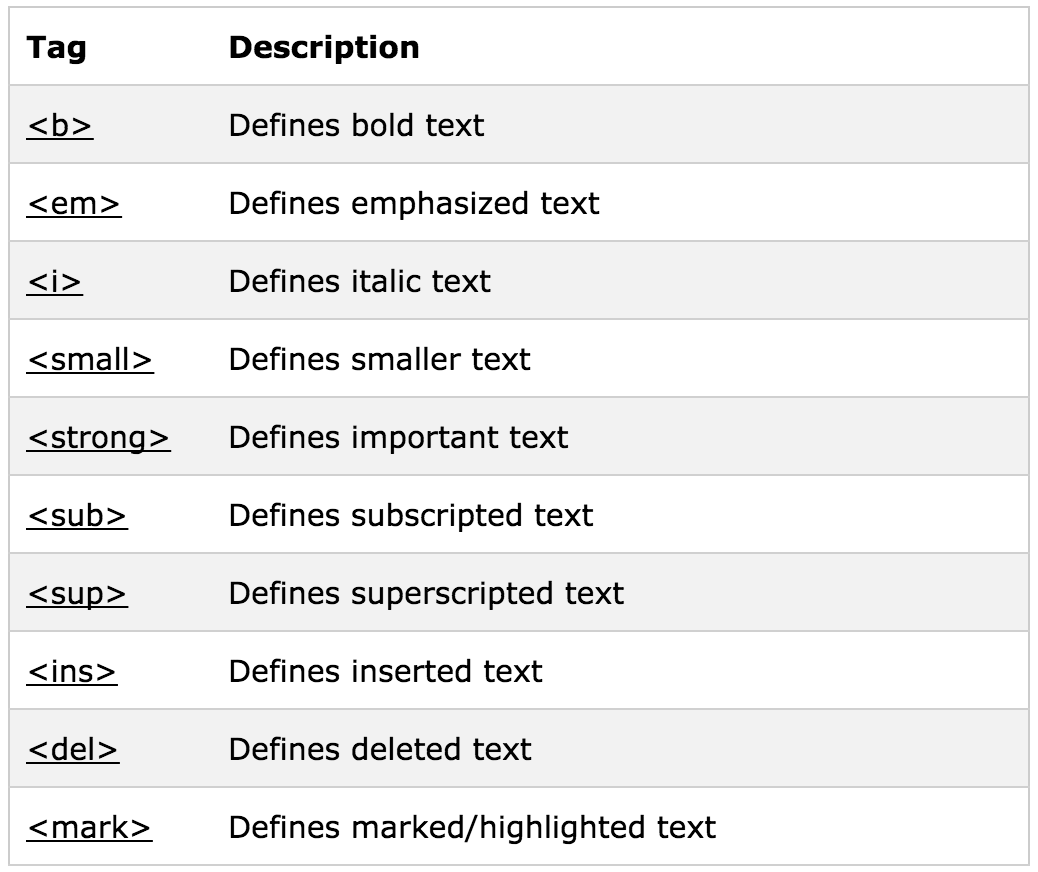 Tag Description
<b> Defines bold text
<em> Defines emphasized text
<i> Defines italic text
<small> Defines smaller text
<strong> Defines important text
<sub> Defines subscripted text
<sup> Defines superscripted text
<ins> Defines inserted text
<del> Defines deleted text
<mark> Defines marked/highlighted text